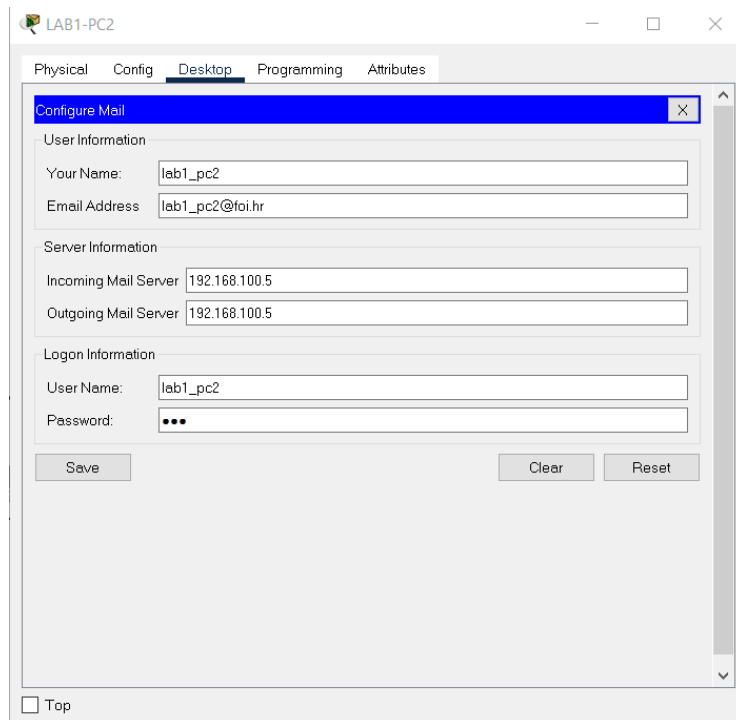 LAB1-PC2
Physical Config Desktop Programming Attributes
Configure Mail X
User Information
Your Name: lab1_pc2
Email Address lab1_pc2@foi.hr
Server Information
Incoming Mail Server 192.168.100.5
Outgoing Mail Server 192.168.100.5
Logon Information
User Name: lab1_pc2
Password: •••
Save Clear Reset
Top